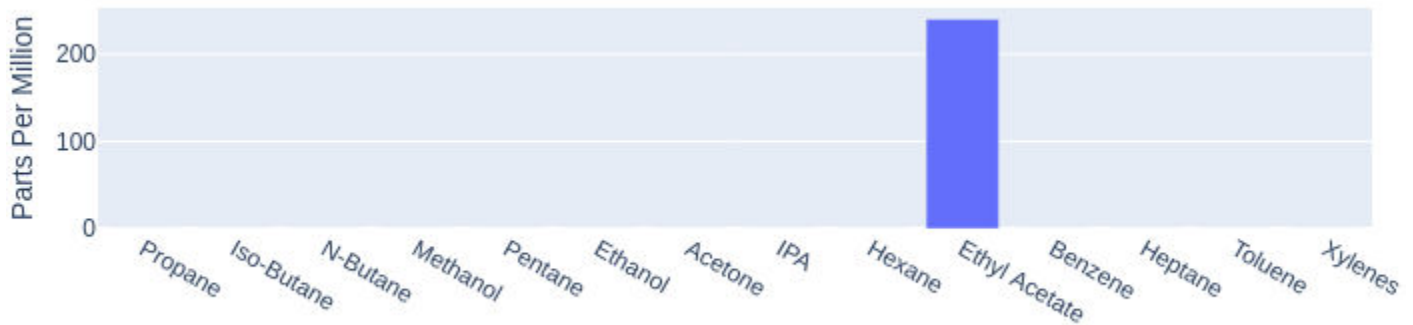 Parts Per Million
200
100
0
Propane
Iso-Butane
N-Butane
Methanol
Pentane
Ethanol
Acetone
IPA
Hexane
Ethyl Acetate
Benzene
Heptane
Toluene
Xylenes